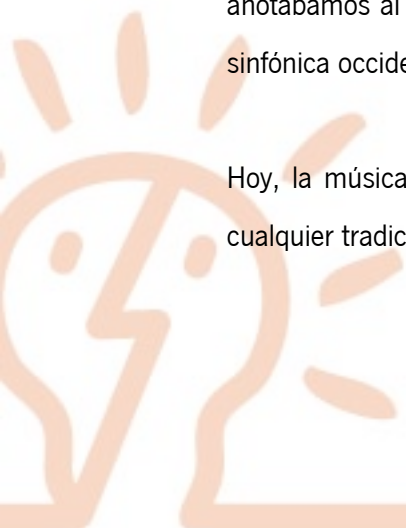 anotábamos al
sinfónica occide
Hoy, la música
cualquier tradic